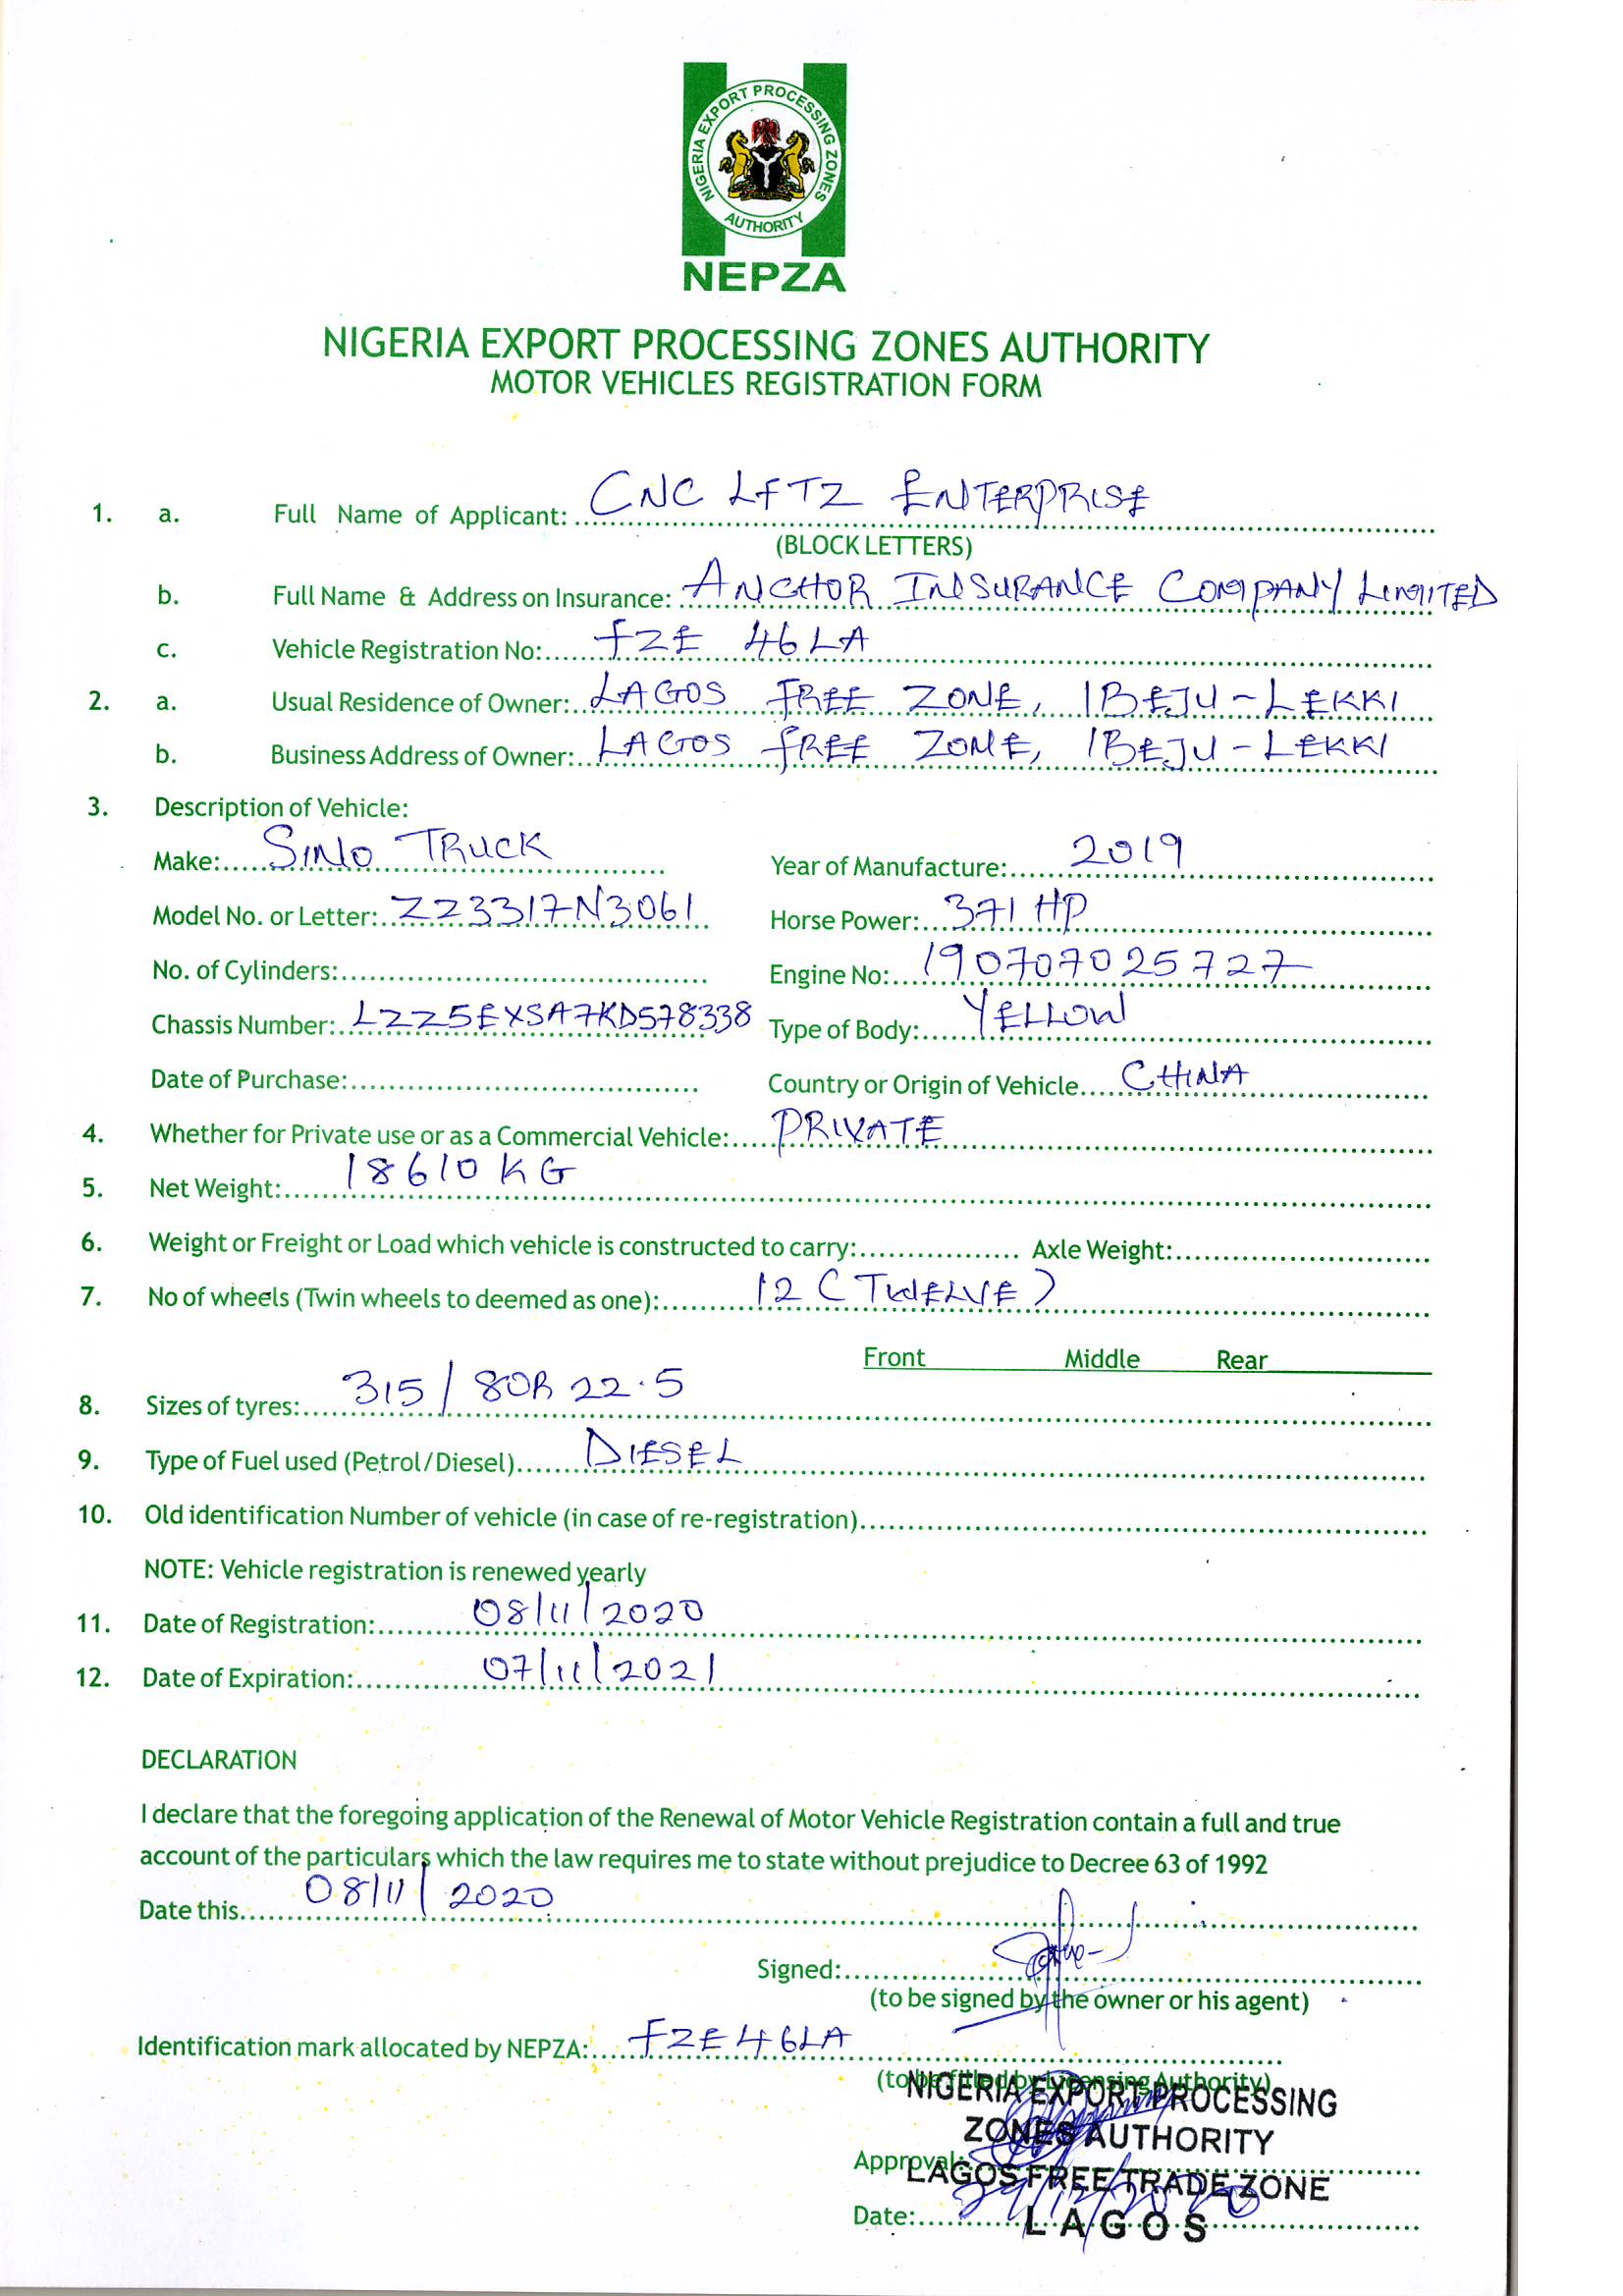 NIGERIA EXPORT PROCESSING ZONES
AUTHORITY
NEPZA
NIGERIA EXPORT PROCESSING ZONES AUTHORITY
MOTOR VEHICLES REGISTRATION FORM
1. a. Full Name of Applicant: CNC LFTZ ENTERPRISE
(BLOCK LETTERS)
b. Full Name & Address on Insurance: ANCHOR INSURANCE COMPANY LIMITED
c. Vehicle Registration No: FZE 46LA
2. a. Usual Residence of Owner: LAGOS FREE ZONE, IBEJU-LEKKI
b. Business Address of Owner: LAGOS FREE ZONE, IBEJU-LEKKI
3. Description of Vehicle:
Make: SINO TRUCK Year of Manufacture: 2019
Model No. or Letter: ZZ3317N3061 Horse Power: 371 HP
No. of Cylinders: Engine No: 190707025727
Chassis Number: LZZ5EXSA7KD578338 Type of Body: YELLOW
Date of Purchase: Country or Origin of Vehicle CHINA
4. Whether for Private use or as a Commercial Vehicle: PRIVATE
5. Net Weight: 18610 KG
6. Weight or Freight or Load which vehicle is constructed to carry: Axle Weight:
7. No of wheels (Twin wheels to deemed as one): 12 (TWELVE)
Front Middle Rear
8. Sizes of tyres: 315/80R 22.5
9. Type of Fuel used (Petrol/Diesel) DIESEL
10. Old identification Number of vehicle (in case of re-registration)
NOTE: Vehicle registration is renewed yearly
11. Date of Registration: 08/11/2020
12. Date of Expiration: 07/11/2021
DECLARATION
I declare that the foregoing application of the Renewal of Motor Vehicle Registration contain a full and true
account of the particulars which the law requires me to state without prejudice to Decree 63 of 1992
Date this 08/11/2020
Signed:
(to be signed by the owner or his agent)
Identification mark allocated by NEPZA: FZE46LA
(to be filled by Licensing Authority)
NIGERIA EXPORT PROCESSING
ZONES AUTHORITY
Approval:
LAGOS FREE TRADE ZONE
Date: 29/12/2020
LAGOS